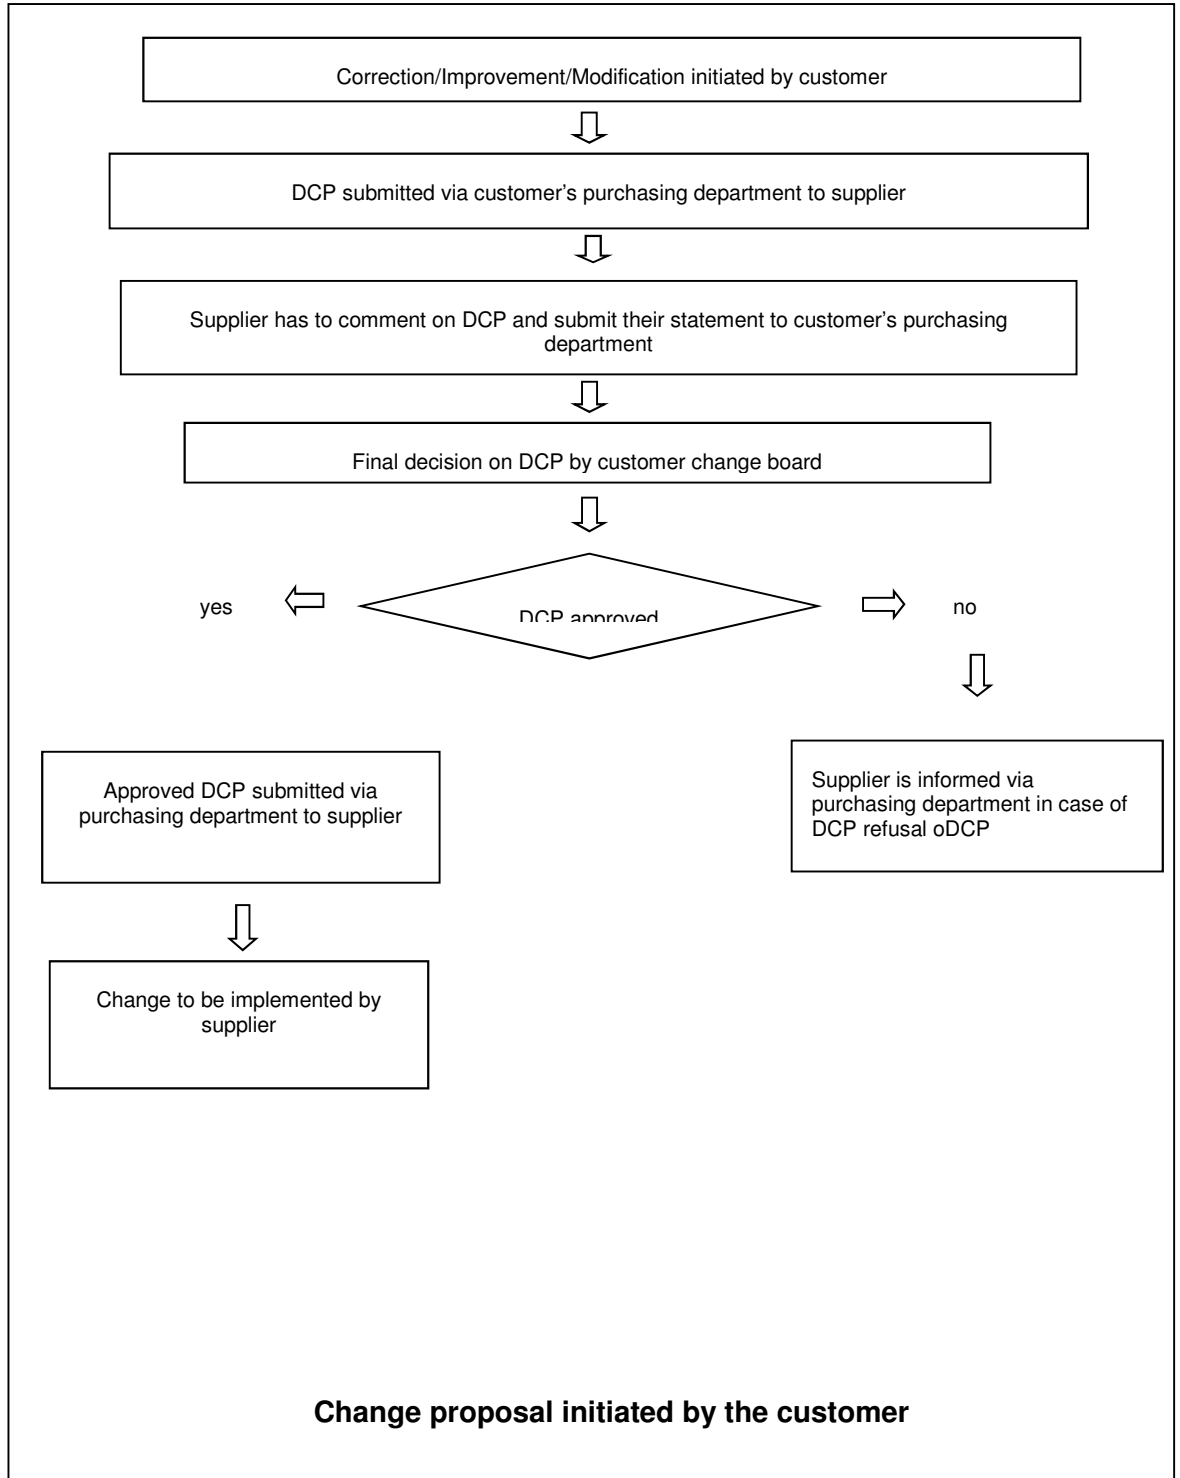 Correction/Improvement/Modification initiated by customer
DCP submitted via customer’s purchasing department to supplier
Supplier has to comment on DCP and submit their statement to customer’s purchasing
department
Final decision on DCP by customer change board
DCP approved
yes
no
Approved DCP submitted via
purchasing department to supplier
Supplier is informed via
purchasing department in case of
DCP refusal oDCP
Change to be implemented by
supplier
Change proposal initiated by the customer